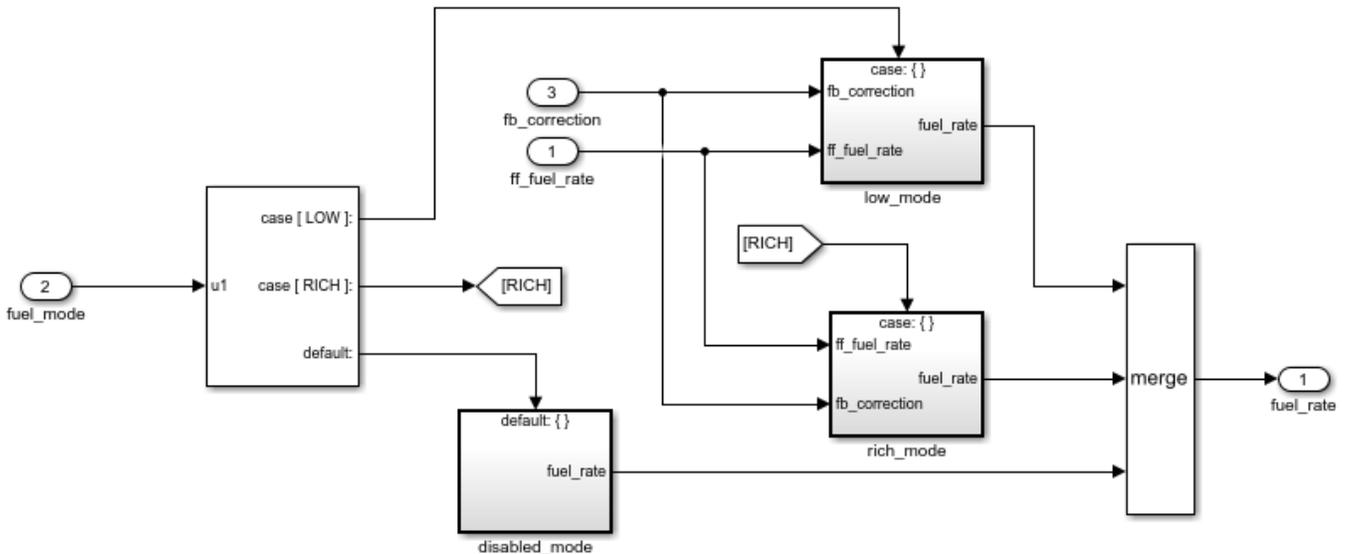 case: { }
3
fb_correction
fb_correction
fuel_rate
1
ff_fuel_rate
ff_fuel_rate
low_mode
case [ LOW ]:
[RICH]
2
fuel_mode
u1
case [ RICH ]:
[RICH]
case: { }
ff_fuel_rate
default:
fuel_rate
merge
1
fuel_rate
fb_correction
default: { }
rich_mode
fuel_rate
disabled_mode